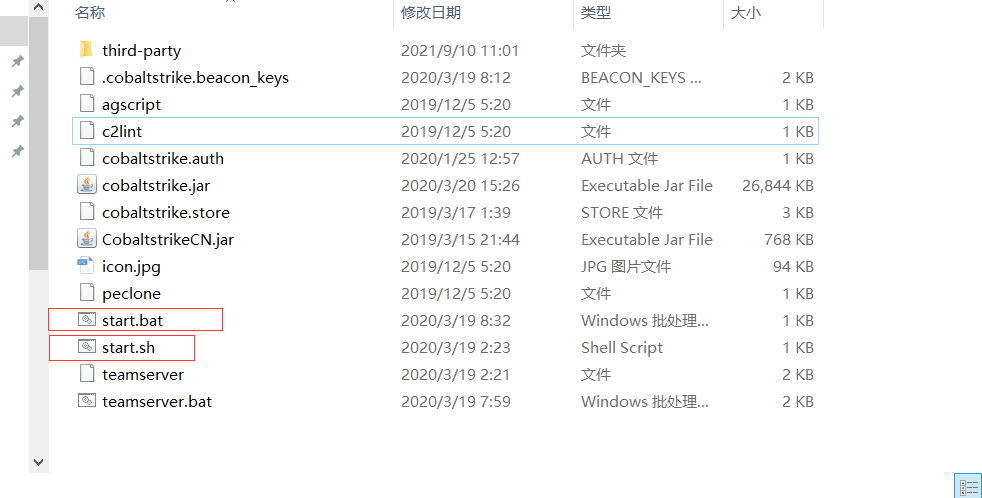 名称 修改日期 类型 大小
third-party 2021/9/10 11:01 文件夹
.cobaltstrike.beacon_keys 2020/3/19 8:12 BEACON_KEYS ... 2 KB
agscript 2019/12/5 5:20 文件 1 KB
c2lint 2019/12/5 5:20 文件 1 KB
cobaltstrike.auth 2020/1/25 12:57 AUTH 文件 1 KB
cobaltstrike.jar 2020/3/20 15:26 Executable Jar File 26,844 KB
cobaltstrike.store 2019/3/17 1:39 STORE 文件 3 KB
CobaltstrikeCN.jar 2019/3/15 21:44 Executable Jar File 768 KB
icon.jpg 2019/12/5 5:20 JPG 图片文件 94 KB
peclone 2019/12/5 5:20 文件 1 KB
start.bat 2020/3/19 8:32 Windows 批处理... 1 KB
start.sh 2020/3/19 2:23 Shell Script 1 KB
teamserver 2020/3/19 2:21 文件 2 KB
teamserver.bat 2020/3/19 7:59 Windows 批处理... 2 KB